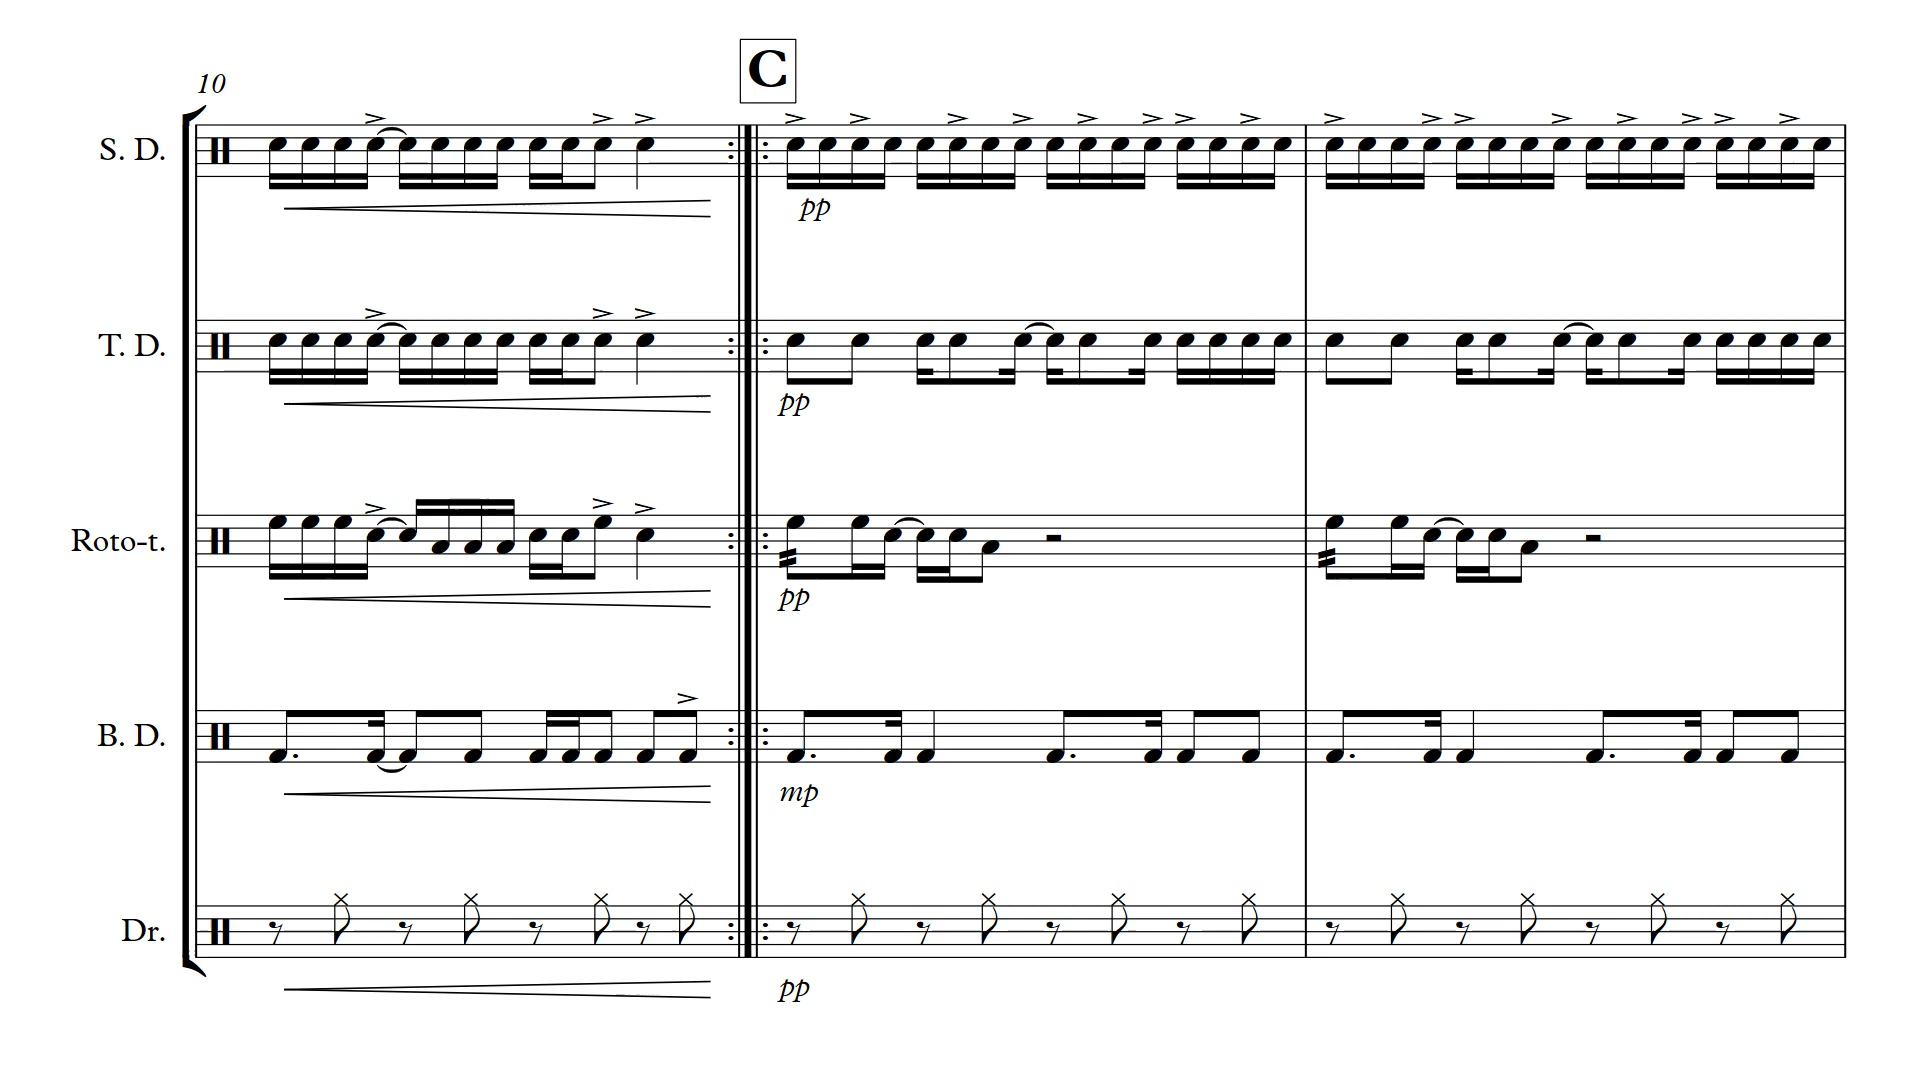 C
10
S. D.
pp
T. D.
pp
Roto-t.
pp
B. D.
mp
Dr.
pp